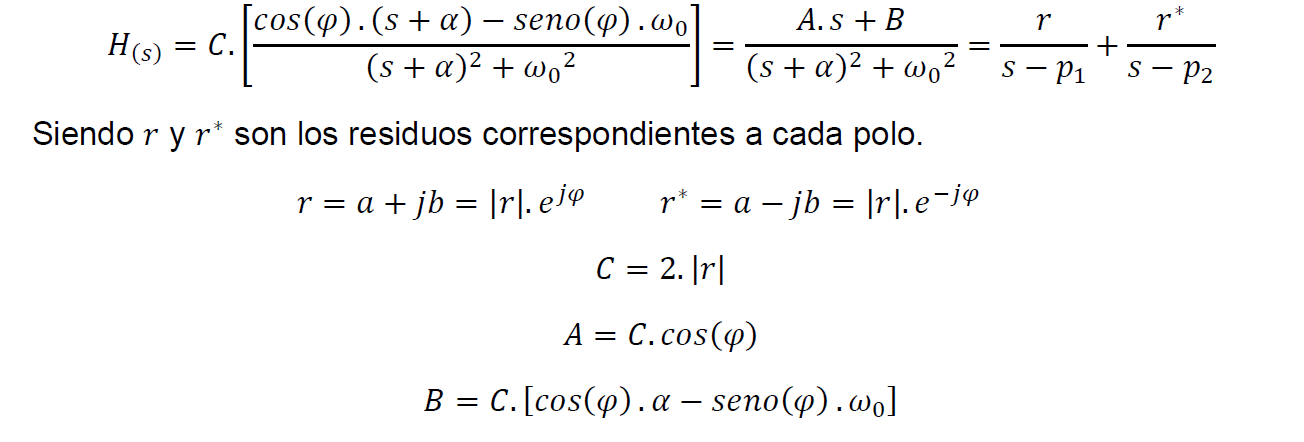 H₍ₛ₎ = C.[cos(φ).(s + α) − seno(φ).ω₀ / (s + α)² + ω₀²] = A.s + B / (s + α)² + ω₀² = r / s − p₁ + r* / s − p₂
Siendo r y r* son los residuos correspondientes a cada polo.
r = a + jb = |r|.e^{jφ} r* = a − jb = |r|.e^{−jφ}
C = 2.|r|
A = C.cos(φ)
B = C.[cos(φ).α − seno(φ).ω₀]